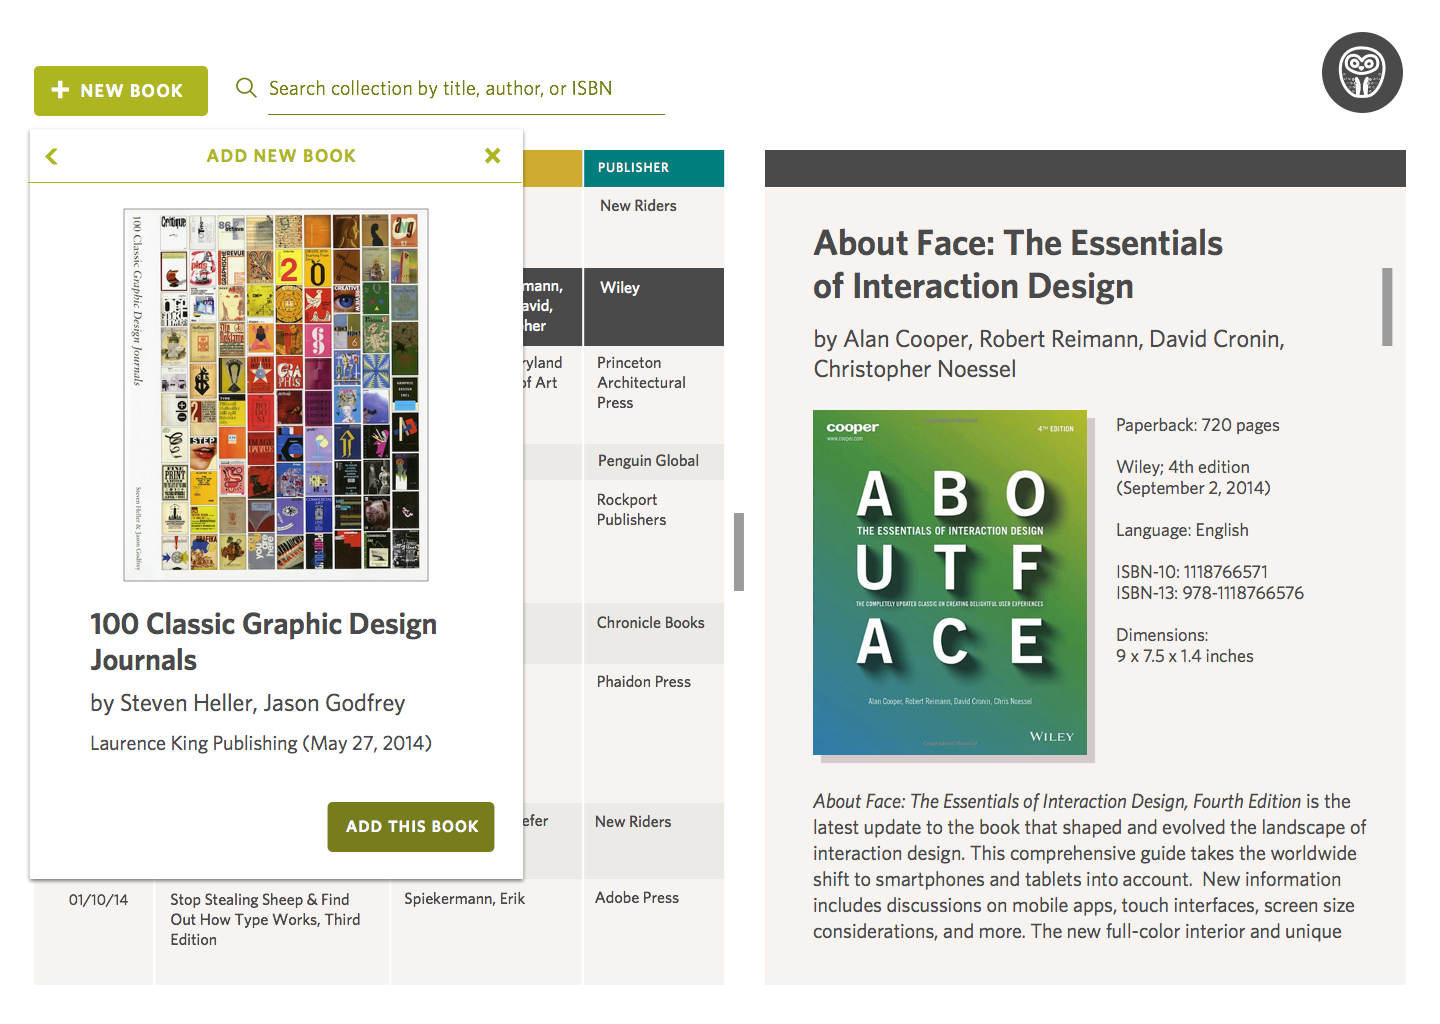 NEW BOOK
Search collection by title, author, or ISBN
ADD NEW BOOK
100 Classic Graphic Design Journals
Steven Heller & Jason Godfrey
100 Classic Graphic Design
Journals
by Steven Heller, Jason Godfrey
Laurence King Publishing (May 27, 2014)
ADD THIS BOOK
PUBLISHER
New Riders
mann,
avid,
her
Wiley
ryland
of Art
Princeton
Architectural
Press
Penguin Global
Rockport
Publishers
Chronicle Books
Phaidon Press
efer
New Riders
01/10/14
Stop Stealing Sheep & Find
Out How Type Works, Third
Edition
Spiekermann, Erik
Adobe Press
About Face: The Essentials
of Interaction Design
by Alan Cooper, Robert Reimann, David Cronin,
Christopher Noessel
cooper
www.cooper.com
4TH EDITION
ABO
THE ESSENTIALS OF INTERACTION DESIGN
UTF
THE COMPLETELY UPDATED CLASSIC ON CREATING DELIGHTFUL USER EXPERIENCES
ACE
Alan Cooper, Robert Reimann, David Cronin, Chris Noessel
WILEY
Paperback: 720 pages
Wiley; 4th edition
(September 2, 2014)
Language: English
ISBN-10: 1118766571
ISBN-13: 978-1118766576
Dimensions:
9 x 7.5 x 1.4 inches
About Face: The Essentials of Interaction Design, Fourth Edition is the
latest update to the book that shaped and evolved the landscape of
interaction design. This comprehensive guide takes the worldwide
shift to smartphones and tablets into account. New information
includes discussions on mobile apps, touch interfaces, screen size
considerations, and more. The new full-color interior and unique